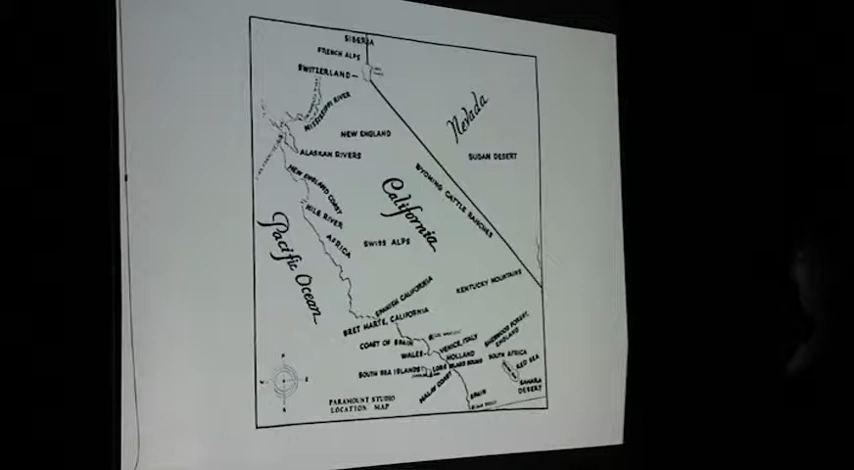 SIBERIA
FRENCH ALPS
SWITZERLAND
MISSISSIPPI RIVER
NEW ENGLAND
ALASKAN RIVERS
Nevada
SUDAN DESERT
WYOMING CATTLE RANCHES
NEW ENGLAND COAST
NILE RIVER
AFRICA
California
SWISS ALPS
Pacific Ocean
KENTUCKY MOUNTAINS
SPANISH CALIFORNIA
BRET HARTE, CALIFORNIA
COAST OF SPAIN
VENICE, ITALY
SHERWOOD FOREST,
ENGLAND
WALES
HOLLAND
SOUTH AFRICA
LONG ISLAND SOUND
RED SEA
SOUTH SEA ISLANDS
MALAY COAST
SAHARA
DESERT
SPAIN
PARAMOUNT STUDIO
LOCATION MAP